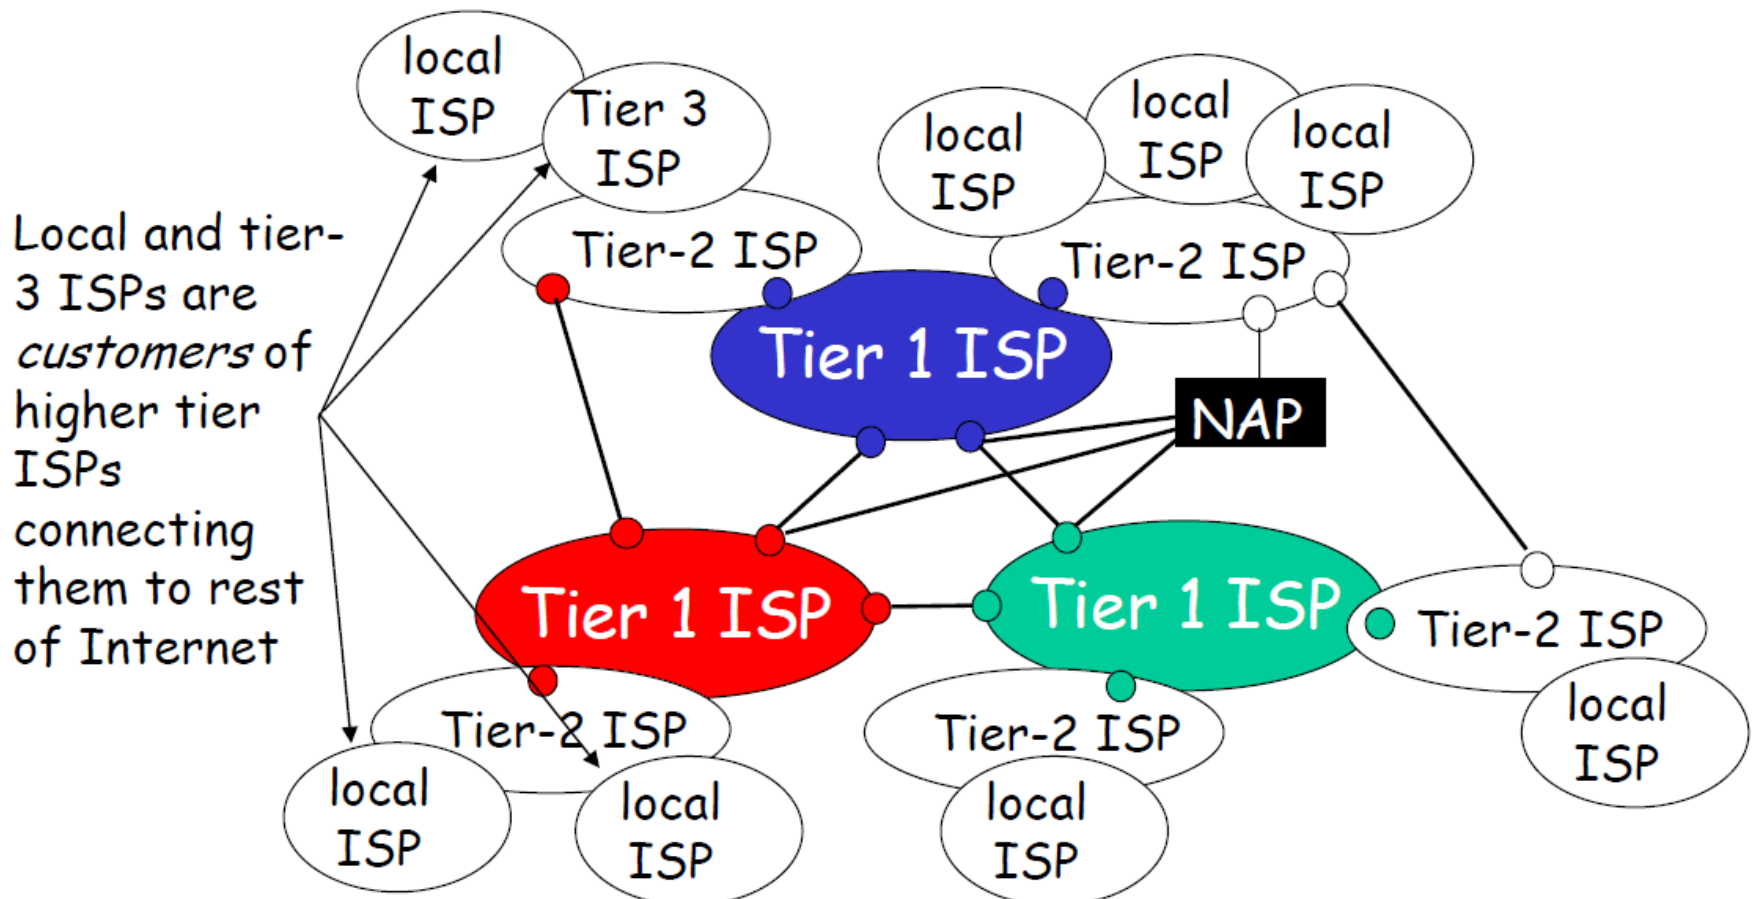 local
ISP
Tier 3
ISP
local
ISP
local
ISP
local
ISP
Local and tier-
3 ISPs are
customers of
higher tier
ISPs
connecting
them to rest
of Internet
Tier-2 ISP
Tier-2 ISP
Tier 1 ISP
NAP
Tier 1 ISP
Tier 1 ISP
Tier-2 ISP
Tier-2 ISP
Tier-2 ISP
local
ISP
local
ISP
local
ISP
local
ISP